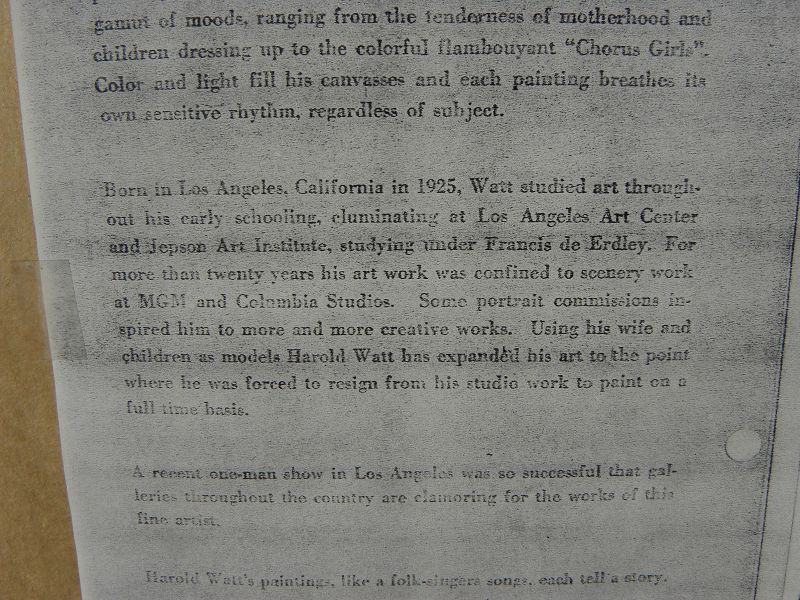 gamut of moods, ranging from the tenderness of motherhood and
children dressing up to the colorful flambouyant "Chorus Girls".
Color and light fill his canvasses and each painting breathes its
own sensitive rhythm, regardless of subject.
Born in Los Angeles, California in 1925, Watt studied art through-
out his early schooling, cluminating at Los Angeles Art Center
and Jepson Art Institute, studying under Francis de Erdley. For
more than twenty years his art work was confined to scenery work
at MGM and Columbia Studios. Some portrait commissions in-
spired him to more and more creative works. Using his wife and
children as models Harold Watt has expanded his art to the point
where he was forced to resign from his studio work to paint on a
full time basis.
A recent one-man show in Los Angeles was so successful that gal-
leries throughout the country are clamoring for the works of this
fine artist.
Harold Watt's paintings, like a folk-singers songs, each tell a story.